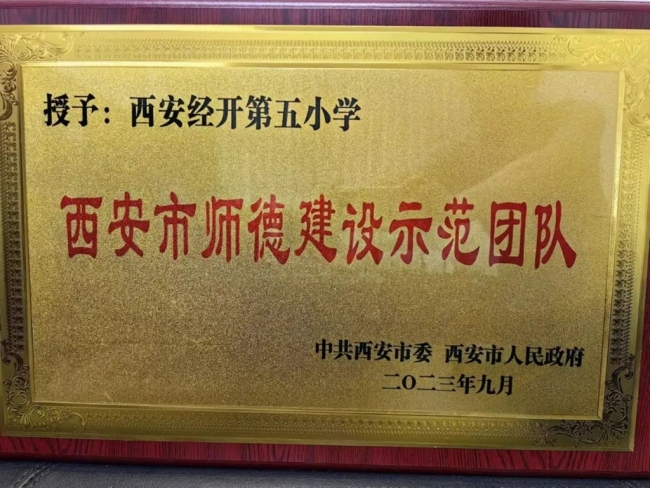 授予：西安经开第五小学
西安市师德建设示范团队
中共西安市委 西安市人民政府
二〇二三年九月